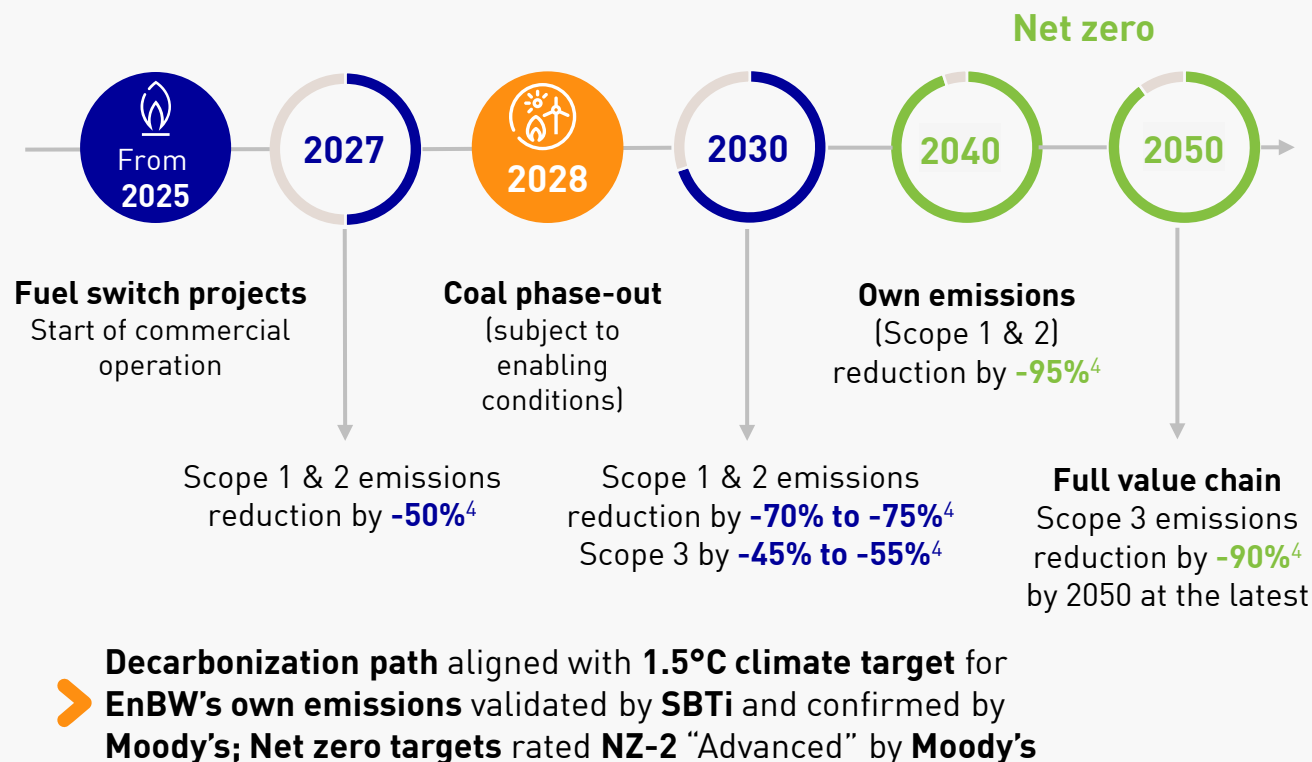 Net zero
From
2025
2027
2028
2030
2040
2050
Fuel switch projects
Start of commercial
operation
Coal phase-out
(subject to
enabling
conditions)
Own emissions
(Scope 1 & 2)
reduction by -95%4
Scope 1 & 2 emissions
reduction by -50%4
Scope 1 & 2 emissions
reduction by -70% to -75%4
Scope 3 by -45% to -55%4
Full value chain
Scope 3 emissions
reduction by -90%4
by 2050 at the latest
Decarbonization path aligned with 1.5°C climate target for
EnBW's own emissions validated by SBTi and confirmed by
Moody's; Net zero targets rated NZ-2 “Advanced” by Moody's